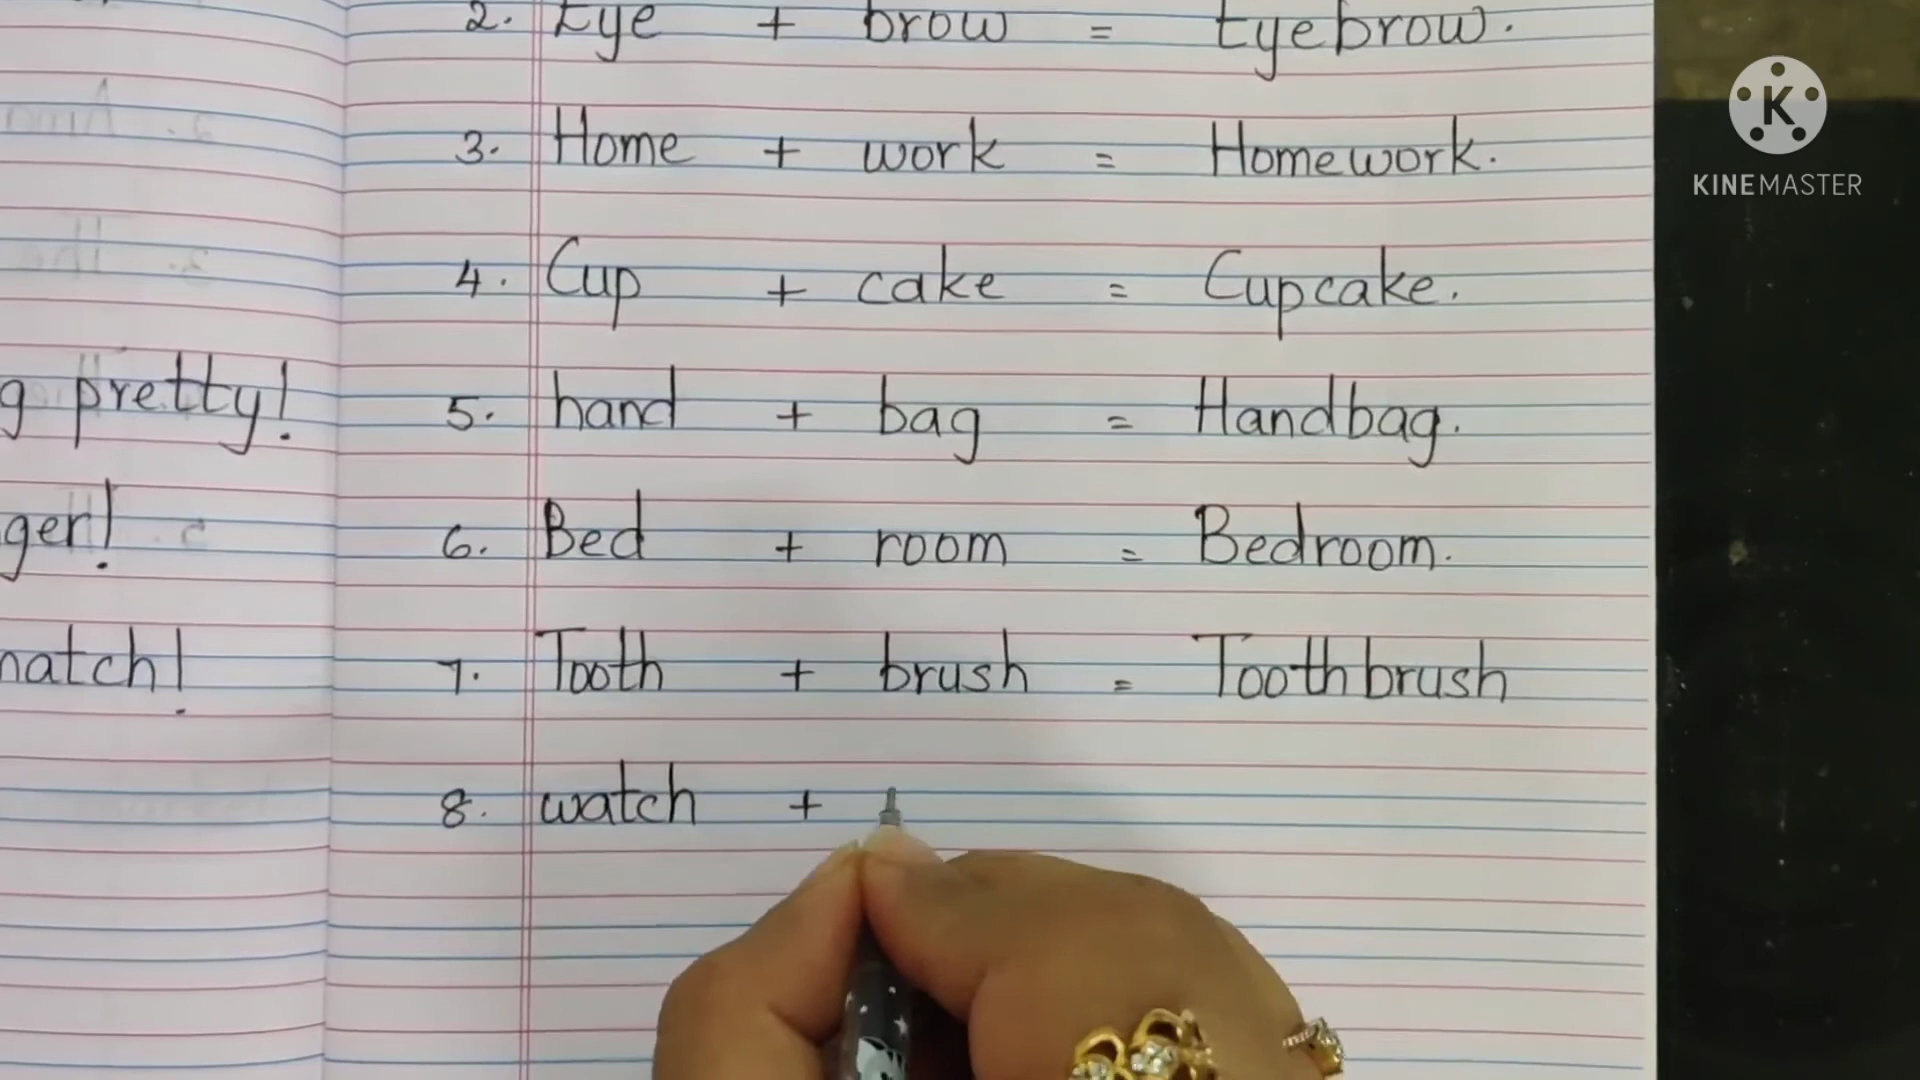 2. Eye + brow = Eyebrow.
3. Home + work = Homework.
4. Cup + cake = Cupcake.
g pretty!
5. hand + bag = Handbag.
ger!
6. Bed + room = Bedroom.
natch!
7. Tooth + brush = Toothbrush
8. watch +
K
KINEMASTER